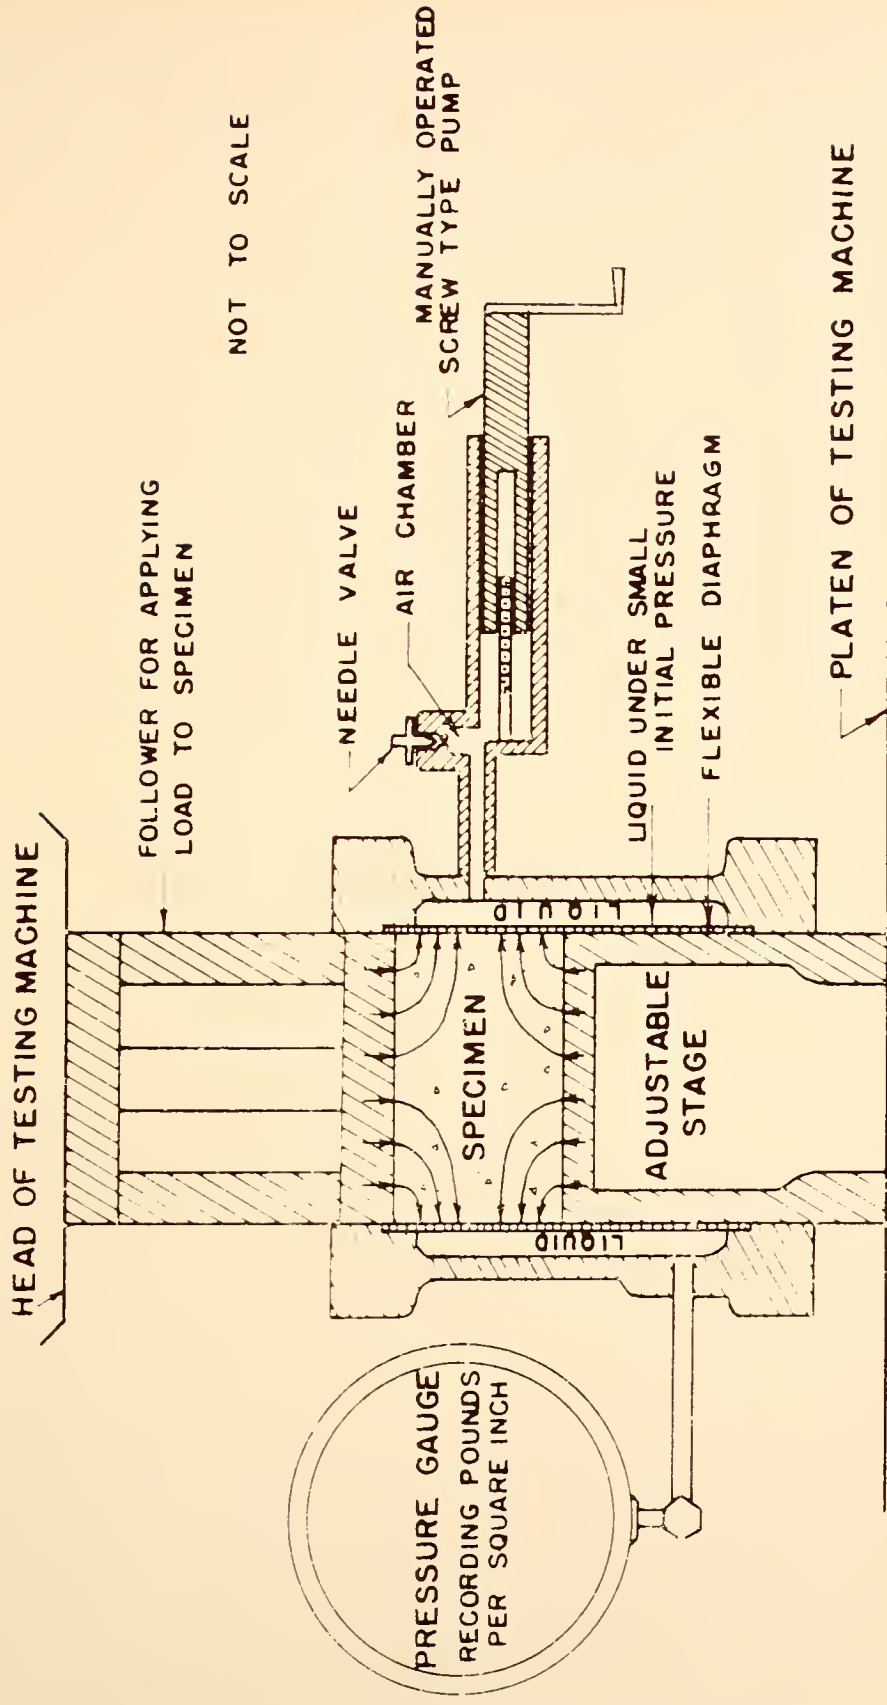 HEAD OF TESTING MACHINE
FOLLOWER FOR APPLYING
LOAD TO SPECIMEN
NOT TO SCALE
NEEDLE VALVE
AIR CHAMBER
MANUALLY OPERATED
SCREW TYPE PUMP
PRESSURE GAUGE
RECORDING POUNDS
PER SQUARE INCH
LIQUID
SPECIMEN
LIQUID
LIQUID UNDER SMALL
INITIAL PRESSURE
FLEXIBLE DIAPHRAGM
ADJUSTABLE
STAGE
PLATEN OF TESTING MACHINE